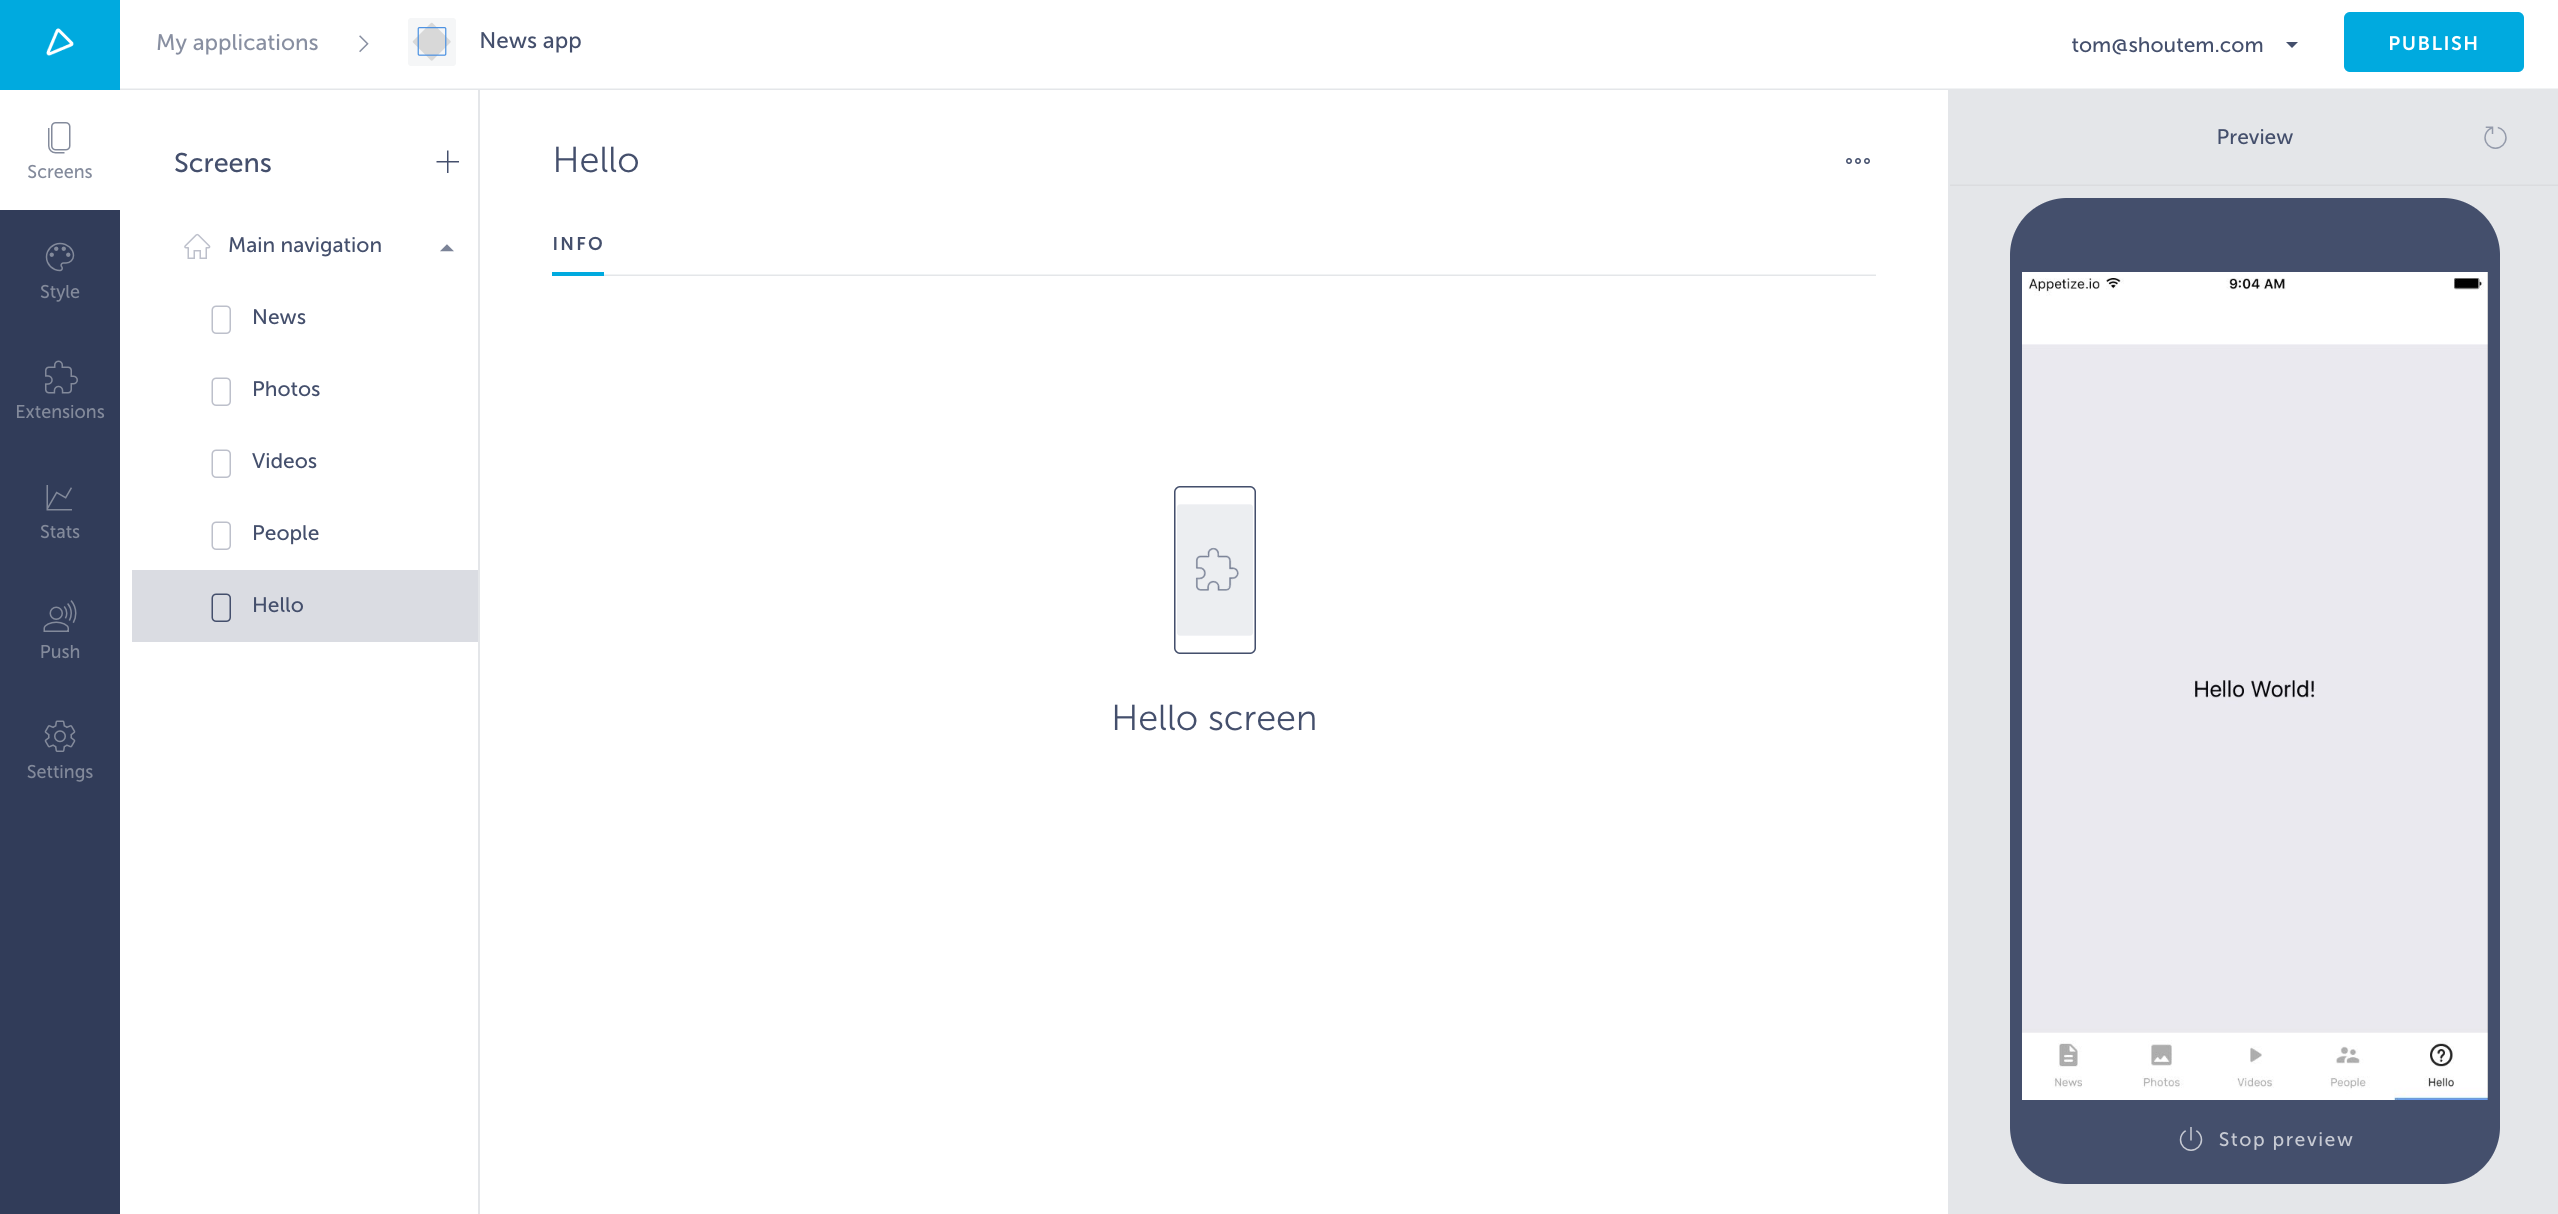 My applications
News app
tom@shoutem.com
PUBLISH
Screens
Style
Extensions
Stats
Push
Settings
Screens
Main navigation
News
Photos
Videos
People
Hello
Hello
INFO
Hello screen
Preview
Appetize.io 9:04 AM
Hello World!
News Photos Videos People Hello
Stop preview